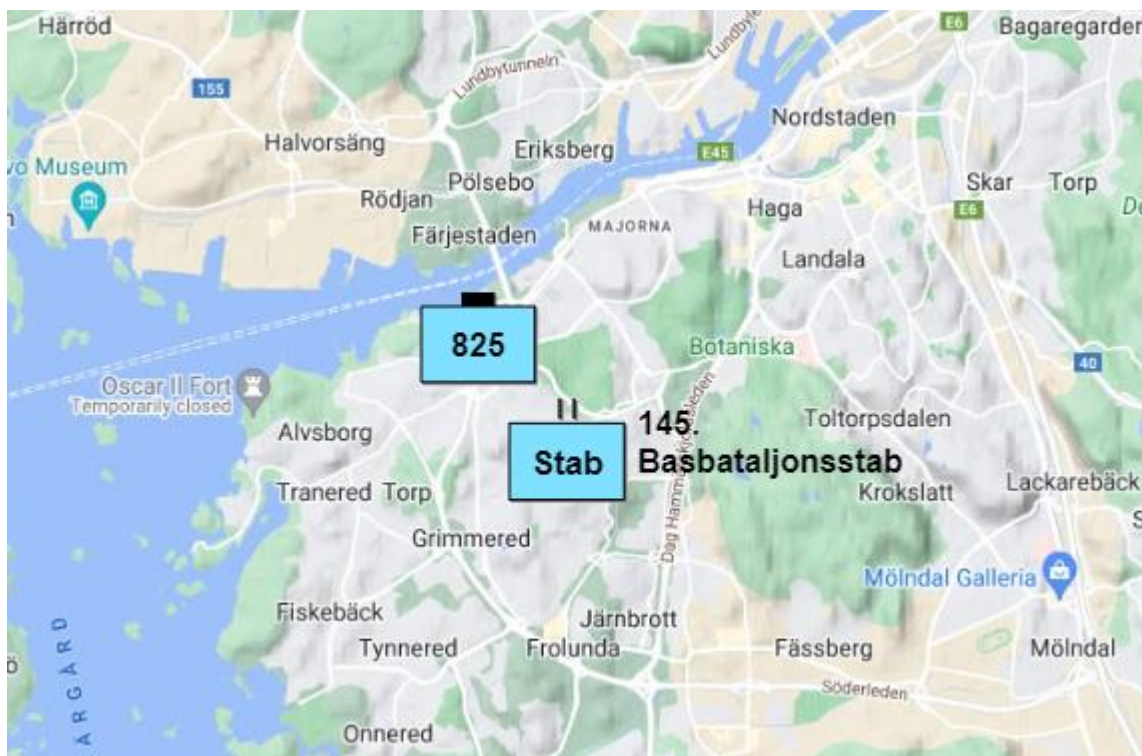 Härröd
E6
Bagaregarden
Lundbytunneln
155
Halvorsäng
Nordstaden
Eriksberg
E45
vo Museum
Pölsebo
Skar
Torp
Rödjan
Haga
E6
Färjestaden
MAJORNA
Landala
825
Botaniska
40
Oscar II Fort
Temporarily closed
Toltorpsdalen
Alvsborg
145.
Stab
Basbataljonsstab
Lackarebäck
Tranered
Torp
Krokslatt
Grimmered
Mölndal Galleria
Fiskebäck
Järnbrott
Tynnered
Frolunda
Fässberg
Mölndal
Söderleden
Onnered